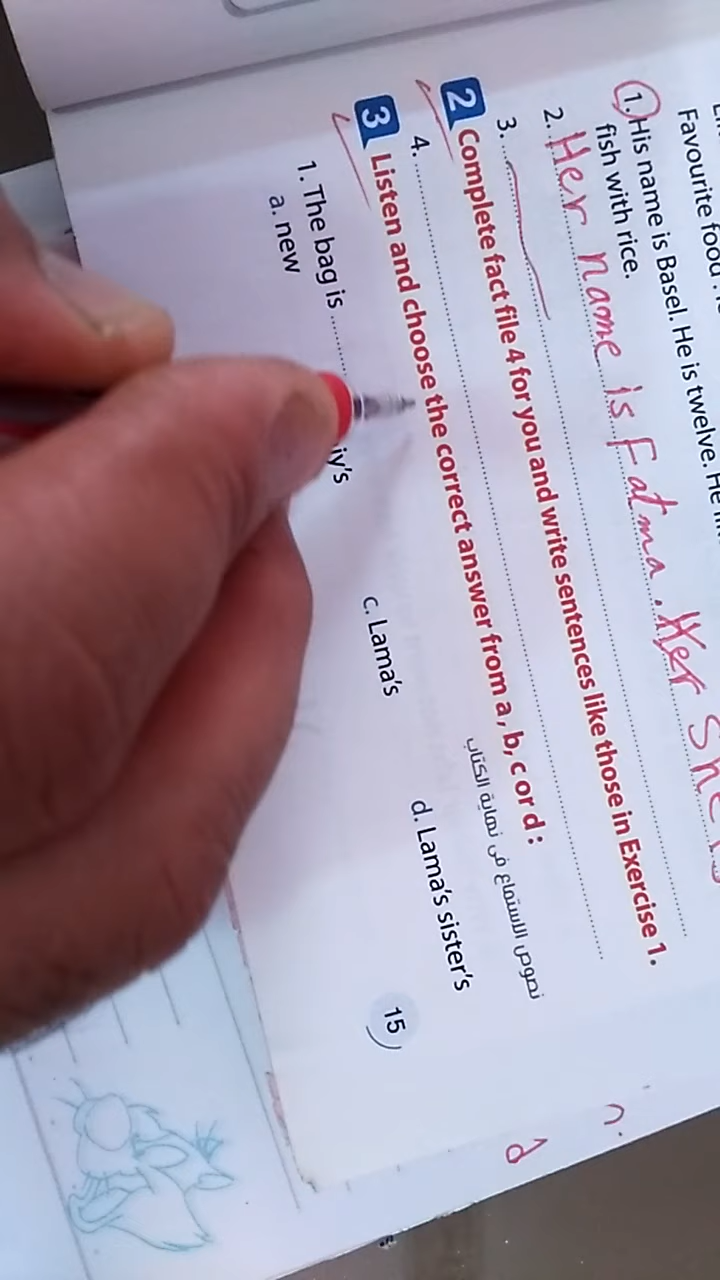 Favourite food
1. His name is Basel. He is twelve. He
fish with rice.
2. Her name is Fatma. Her She
3.
4.
2 Complete fact file 4 for you and write sentences like those in Exercise 1.
3 Listen and choose the correct answer from a, b, c or d:
نصوص الاستماع في نهاية الكتاب
1. The bag is
a. new c. Lama's d. Lama's sister's
15